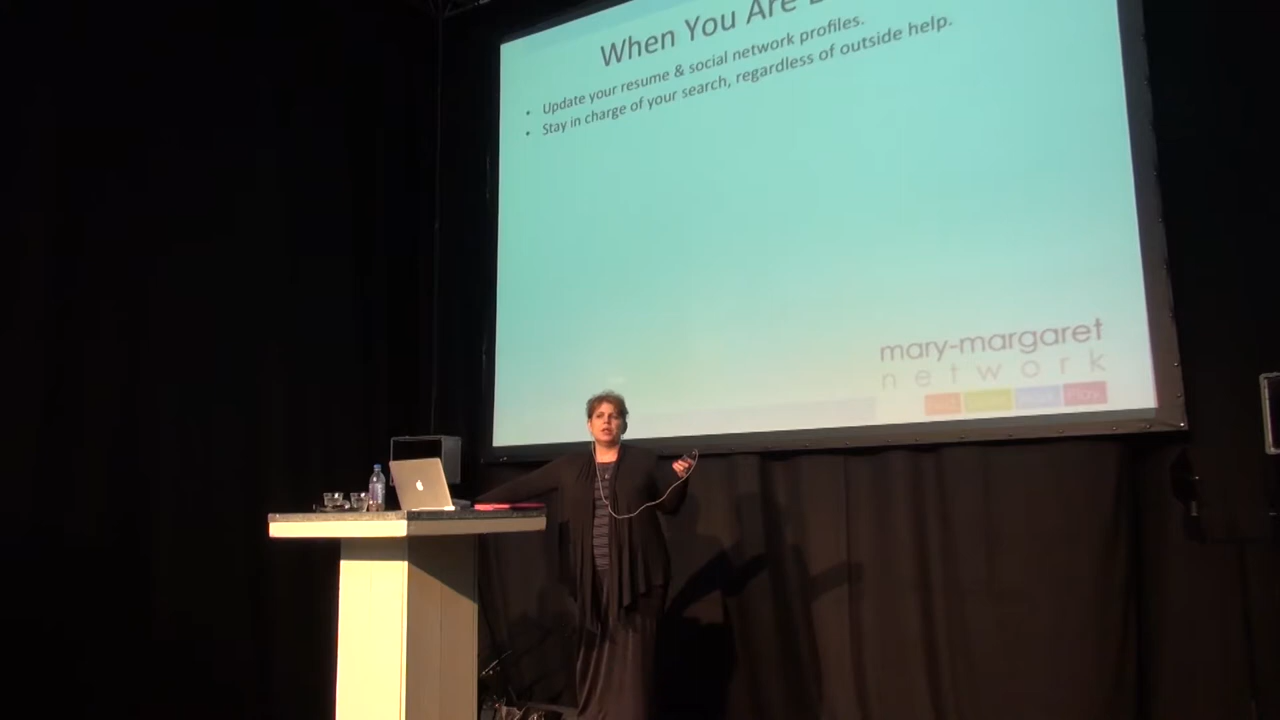 When You Are
• Update your resume & social network profiles.
• Stay in charge of your search, regardless of outside help.
mary-margaret
network
Play